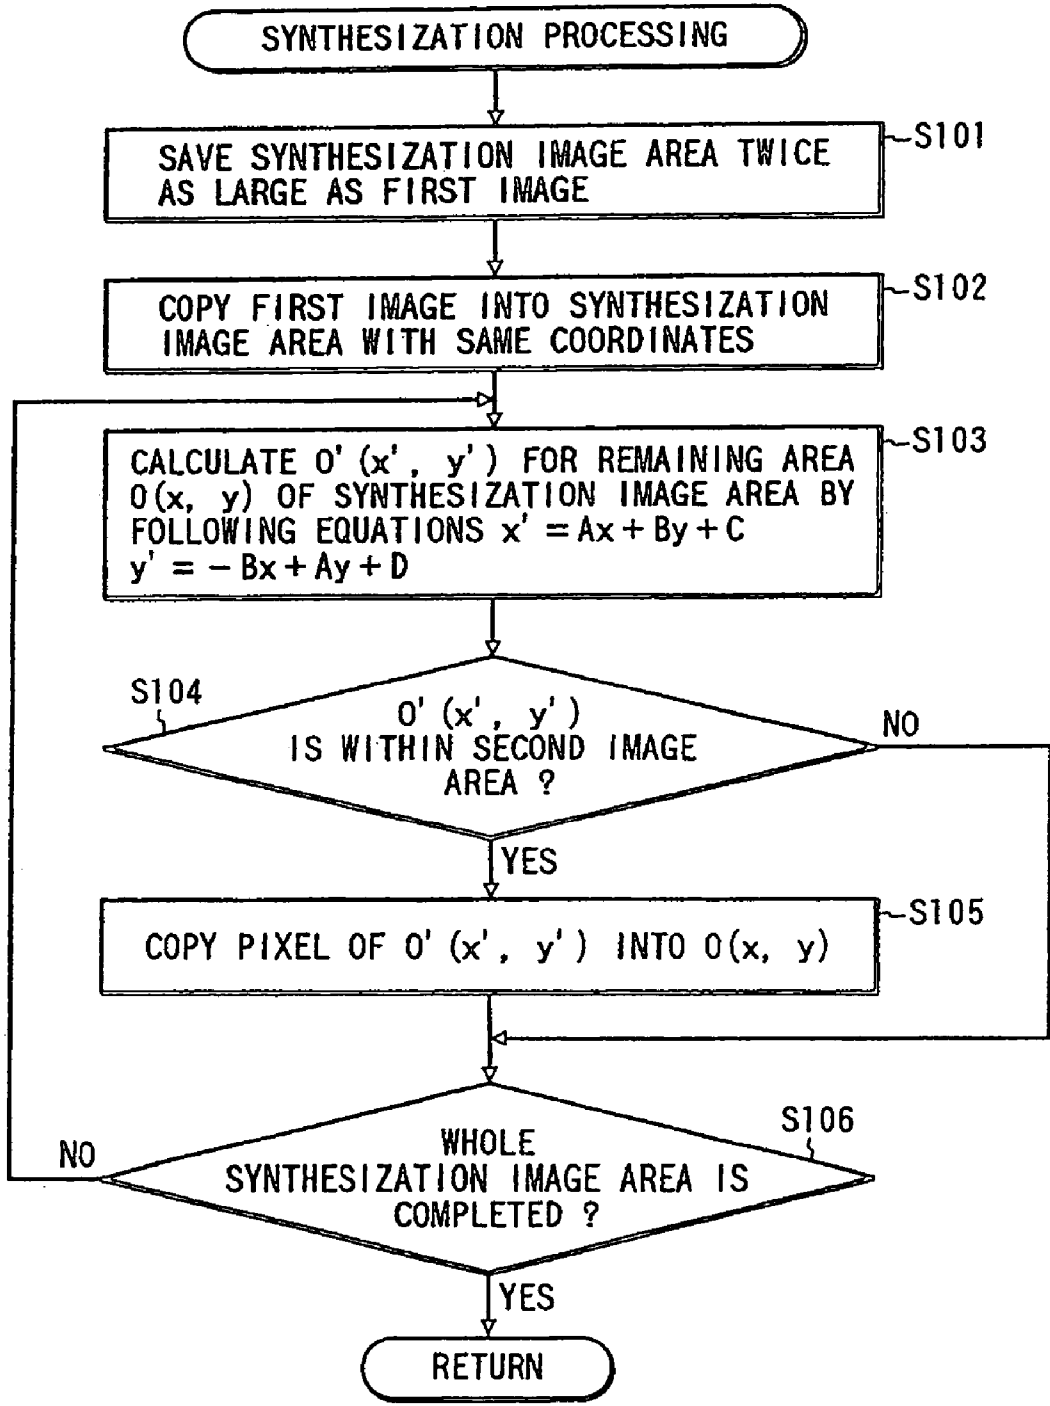 SYNTHESIZATION PROCESSING
S101
SAVE SYNTHESIZATION IMAGE AREA TWICE
AS LARGE AS FIRST IMAGE
S102
COPY FIRST IMAGE INTO SYNTHESIZATION
IMAGE AREA WITH SAME COORDINATES
S103
CALCULATE O'(x', y') FOR REMAINING AREA
O(x, y) OF SYNTHESIZATION IMAGE AREA BY
FOLLOWING EQUATIONS x' = Ax + By + C
y' = - Bx + Ay + D
S104
O'(x', y')
IS WITHIN SECOND IMAGE
AREA ?
NO
YES
S105
COPY PIXEL OF O'(x', y') INTO O(x, y)
S106
WHOLE
SYNTHESIZATION IMAGE AREA IS
COMPLETED ?
NO
YES
RETURN